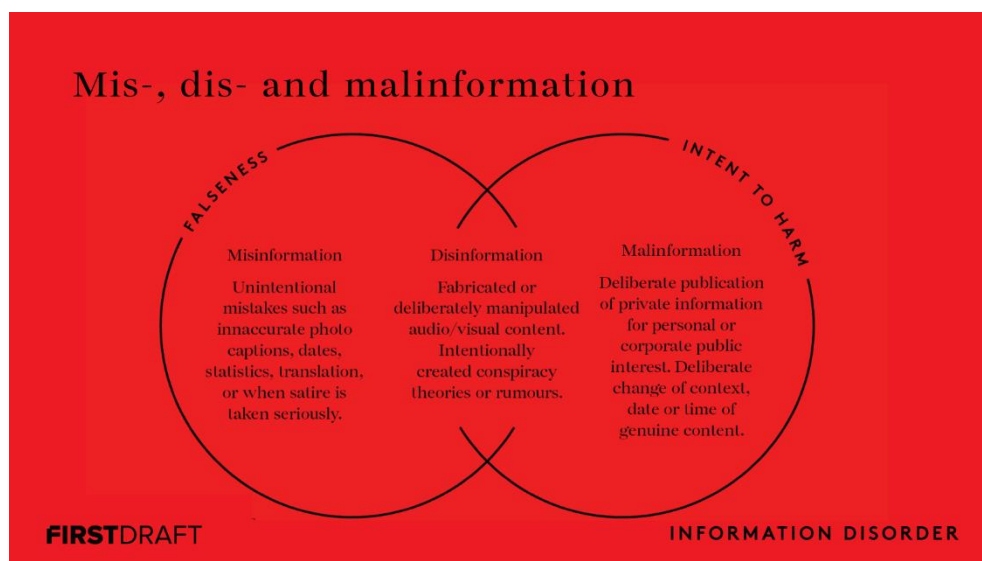 Mis-, dis- and malinformation
FALSENESS
INTENT TO HARM
Misinformation
Unintentional
mistakes such as
innaccurate photo
captions, dates,
statistics, translation,
or when satire is
taken seriously.
Disinformation
Fabricated or
deliberately manipulated
audio/visual content.
Intentionally
created conspiracy
theories or rumours.
Malinformation
Deliberate publication
of private information
for personal or
corporate public
interest. Deliberate
change of context,
date or time of
genuine content.
FIRSTDRAFT
INFORMATION DISORDER